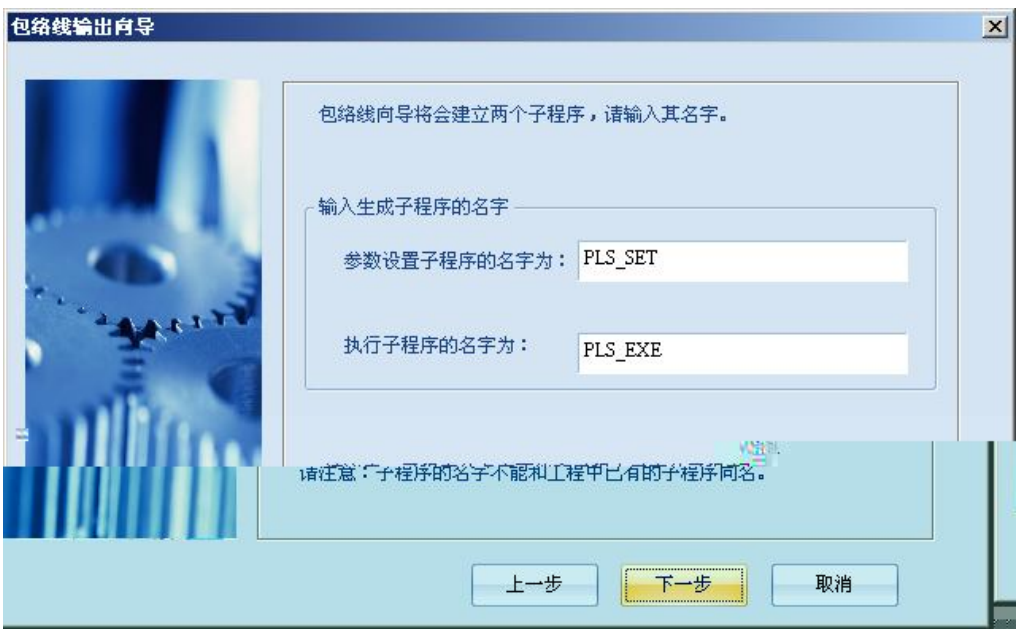 包络线输出向导
包络线向导将会建立两个子程序，请输入其名字。
输入生成子程序的名字
参数设置子程序的名字为： PLS_SET
执行子程序的名字为： PLS_EXE
请注意：子程序的名字不能和工程中已有的子程序同名。
上一步 下一步 取消